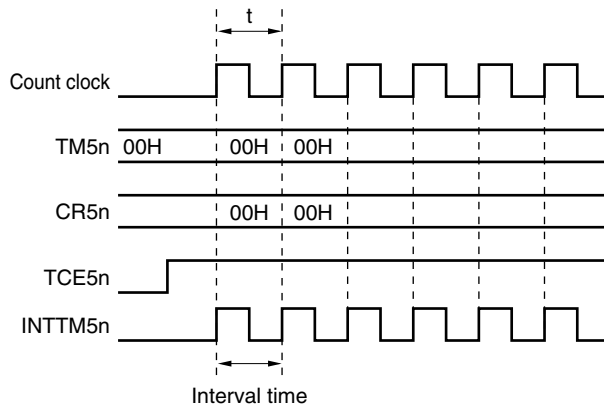 t
Count clock
TM5n 00H 00H 00H
CR5n 00H 00H
TCE5n
INTTM5n
Interval time